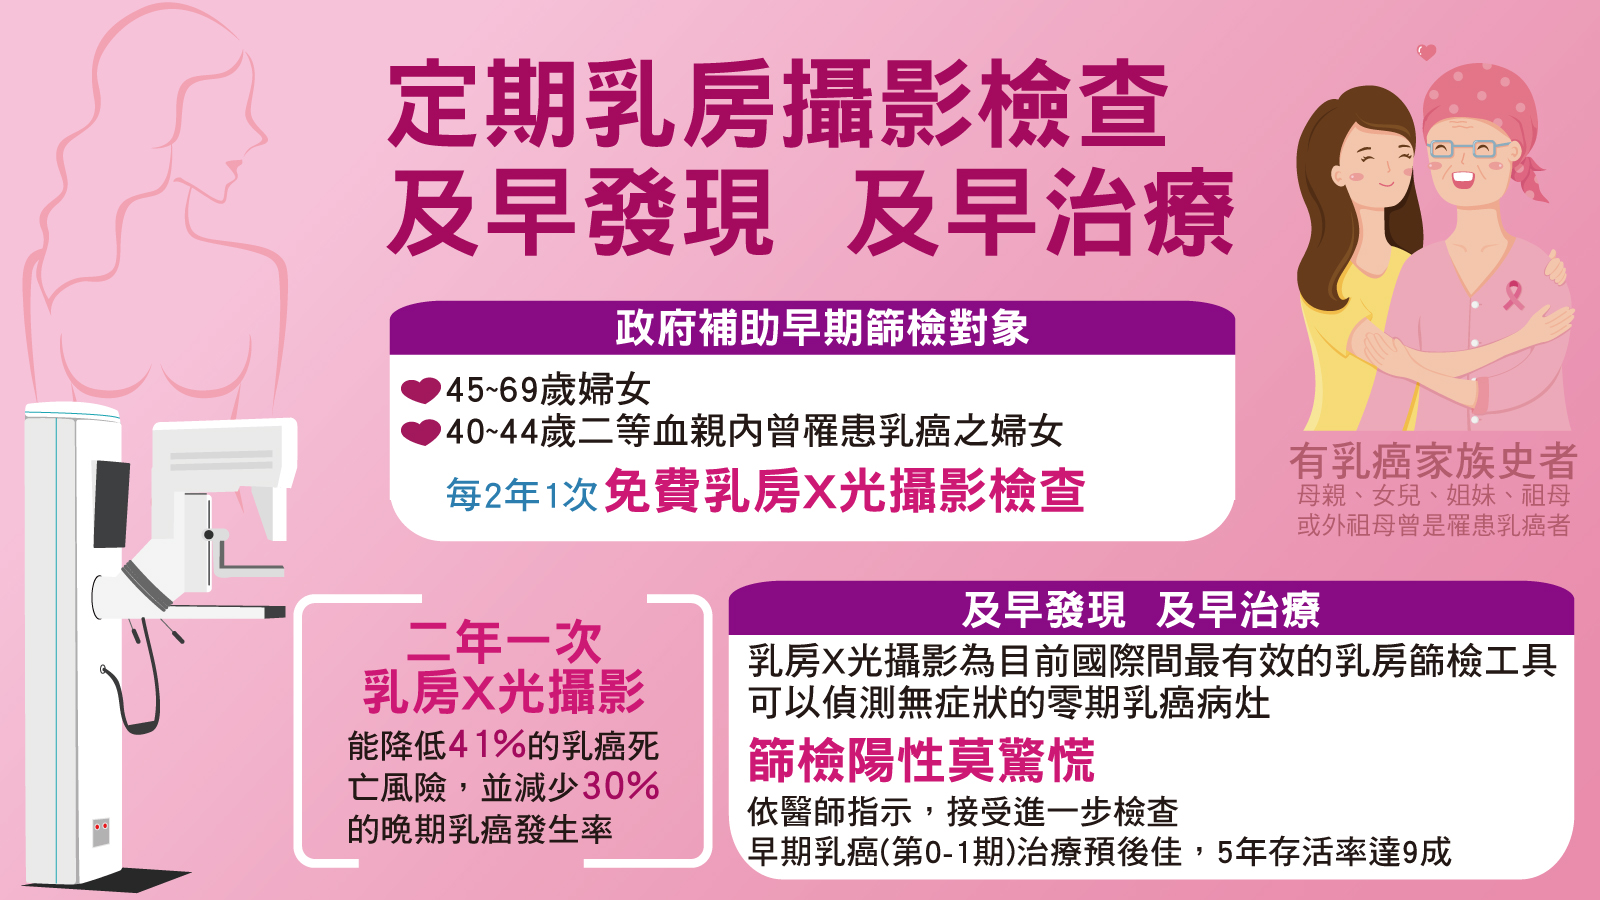 定期乳房攝影檢查
及早發現 及早治療
政府補助早期篩檢對象
45~69歲婦女
40~44歲二等血親內曾罹患乳癌之婦女
每2年1次 免費乳房X光攝影檢查
有乳癌家族史者
母親、女兒、姐妹、祖母
或外祖母曾是罹患乳癌者
二年一次
乳房X光攝影
能降低41%的乳癌死
亡風險，並減少30%
的晚期乳癌發生率
及早發現 及早治療
乳房X光攝影為目前國際間最有效的乳房篩檢工具
可以偵測無症狀的零期乳癌病灶
篩檢陽性莫驚慌
依醫師指示，接受進一步檢查
早期乳癌(第0-1期)治療預後佳，5年存活率達9成